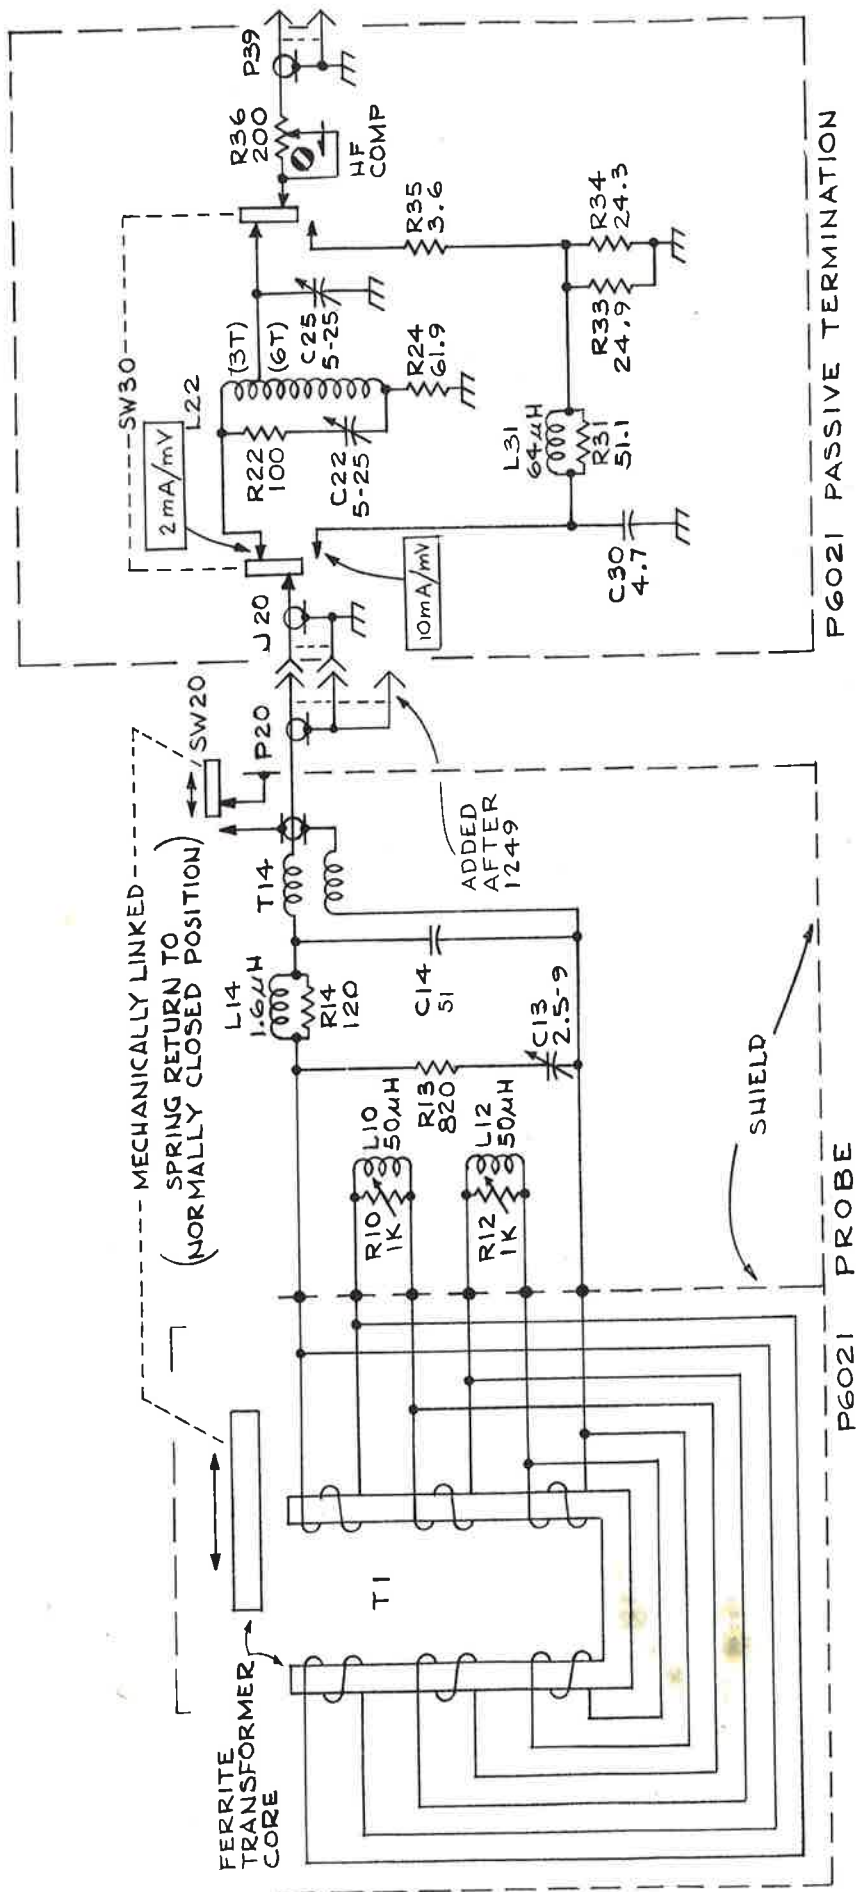 MECHANICALLY LINKED
SPRING RETURN TO
(NORMALLY CLOSED POSITION)
FERRITE
TRANSFORMER
CORE
T1
L14
1.6µH
R14
120
T14
SW20
P20
C14
51
R13
820
C13
2.5-9
L10
50µH
R10
1K
L12
50µH
R12
1K
ADDED
AFTER
1249
SHIELD
P6021 PROBE
SW30
2mA/mV
L22
(3T)
(6T)
R22
100
C22
5-25
C25
5-25
R24
61.9
J20
10mA/mV
L31
64µH
R31
51.1
C30
4.7
R33
24.9
R34
24.3
R35
3.6
R36
200
HF
COMP
P39
P6021 PASSIVE TERMINATION